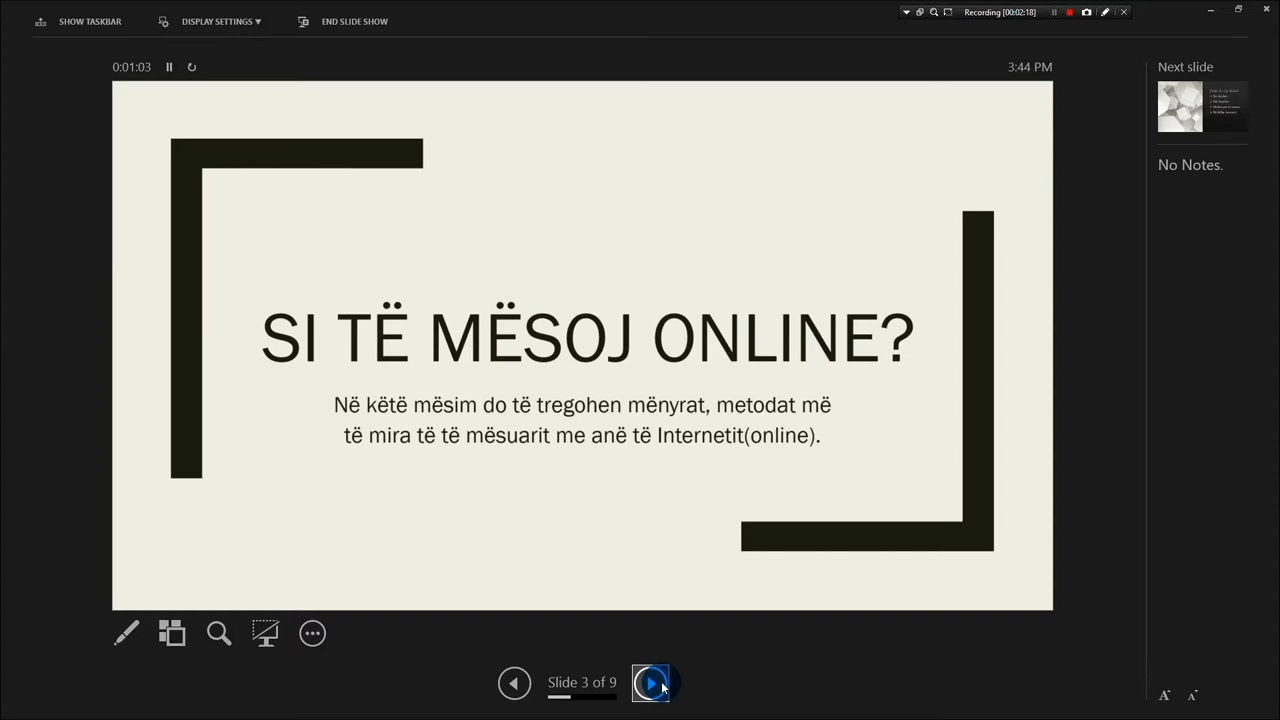 SHOW TASKBAR
DISPLAY SETTINGS ▼
END SLIDE SHOW
Recording [00:02:18]
0:01:03
3:44 PM
Next slide
SI TË MËSOJ ONLINE?
Në këtë mësim do të tregohen mënyrat, metodat më
të mira të të mësuarit me anë të Internetit(online).
No Notes.
Slide 3 of 9
A
A